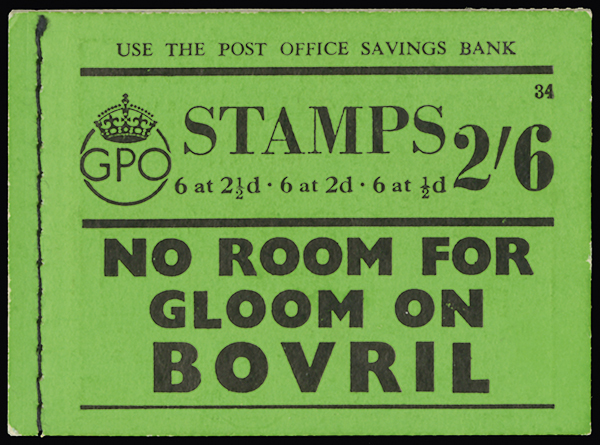 USE THE POST OFFICE SAVINGS BANK
34
GPO
STAMPS 2/6
6 at 2½d · 6 at 2d · 6 at ½d
NO ROOM FOR
GLOOM ON
BOVRIL